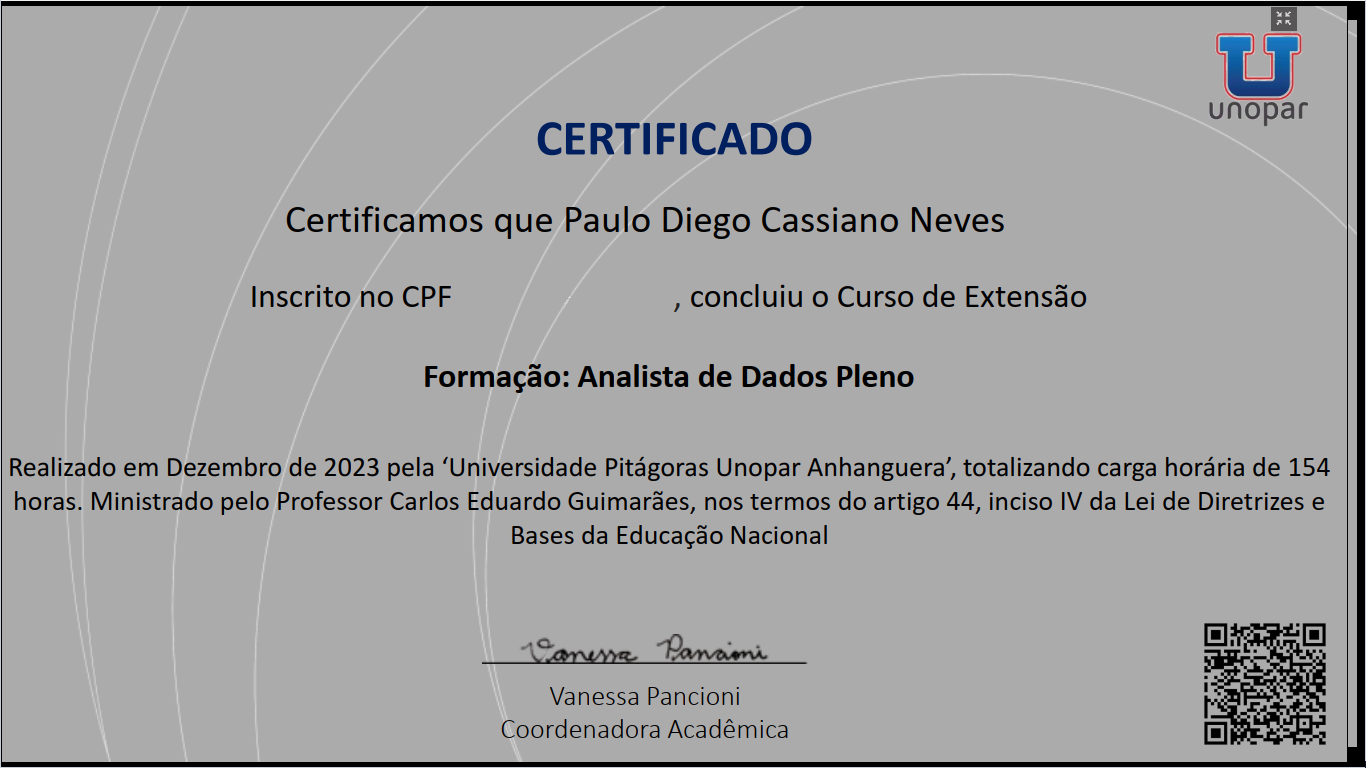 unopar
CERTIFICADO
Certificamos que Paulo Diego Cassiano Neves
Inscrito no CPF , concluiu o Curso de Extensão
Formação: Analista de Dados Pleno
Realizado em Dezembro de 2023 pela ‘Universidade Pitágoras Unopar Anhanguera’, totalizando carga horária de 154
horas. Ministrado pelo Professor Carlos Eduardo Guimarães, nos termos do artigo 44, inciso IV da Lei de Diretrizes e
Bases da Educação Nacional
Vanessa Pancioni
Vanessa Pancioni
Coordenadora Acadêmica